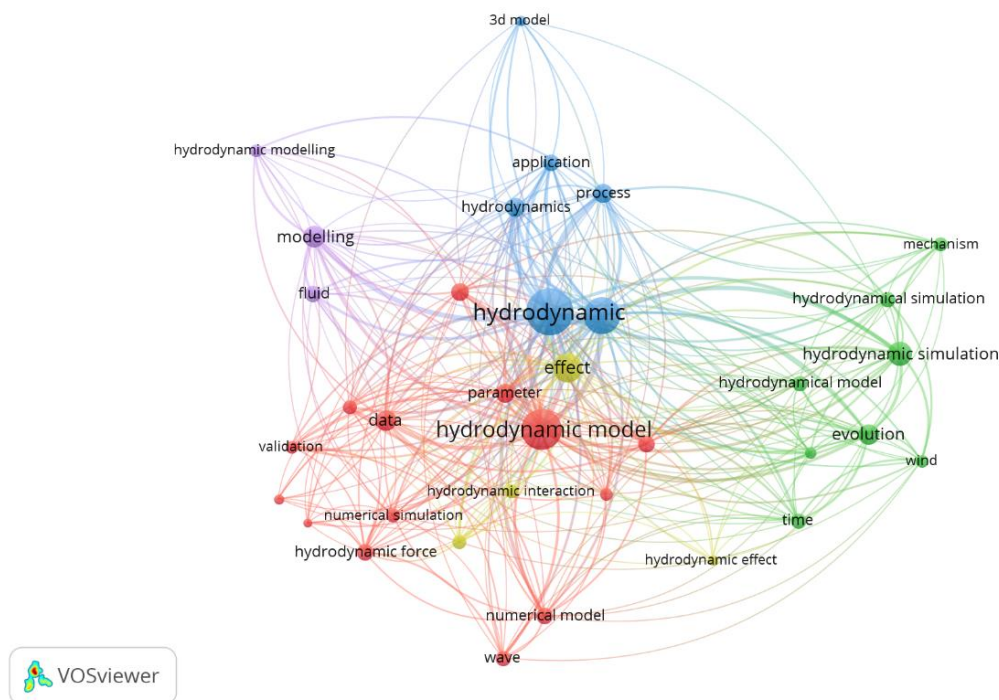 3d model
hydrodynamic modelling
application
process
hydrodynamics
modelling
mechanism
fluid
hydrodynamical simulation
hydrodynamic
hydrodynamic simulation
effect
hydrodynamical model
parameter
data
hydrodynamic model
evolution
validation
wind
hydrodynamic interaction
numerical simulation
time
hydrodynamic force
hydrodynamic effect
numerical model
wave
VOSviewer